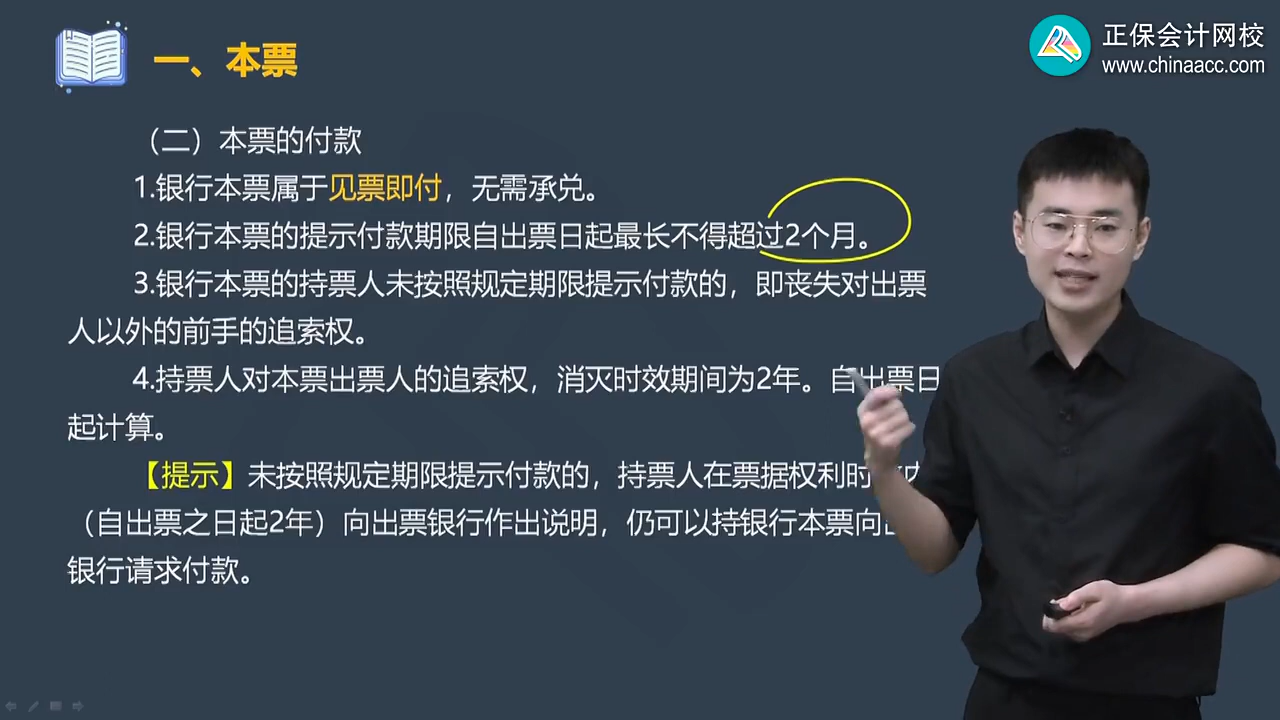 一、本票
正保会计网校
www.chinaacc.com
（二）本票的付款
1.银行本票属于见票即付，无需承兑。
2.银行本票的提示付款期限自出票日起最长不得超过2个月。
3.银行本票的持票人未按照规定期限提示付款的，即丧失对出票
人以外的前手的追索权。
4.持票人对本票出票人的追索权，消灭时效期间为2年。自出票日
起计算。
【提示】未按照规定期限提示付款的，持票人在票据权利时
（自出票之日起2年）向出票银行作出说明，仍可以持银行本票向
银行请求付款。